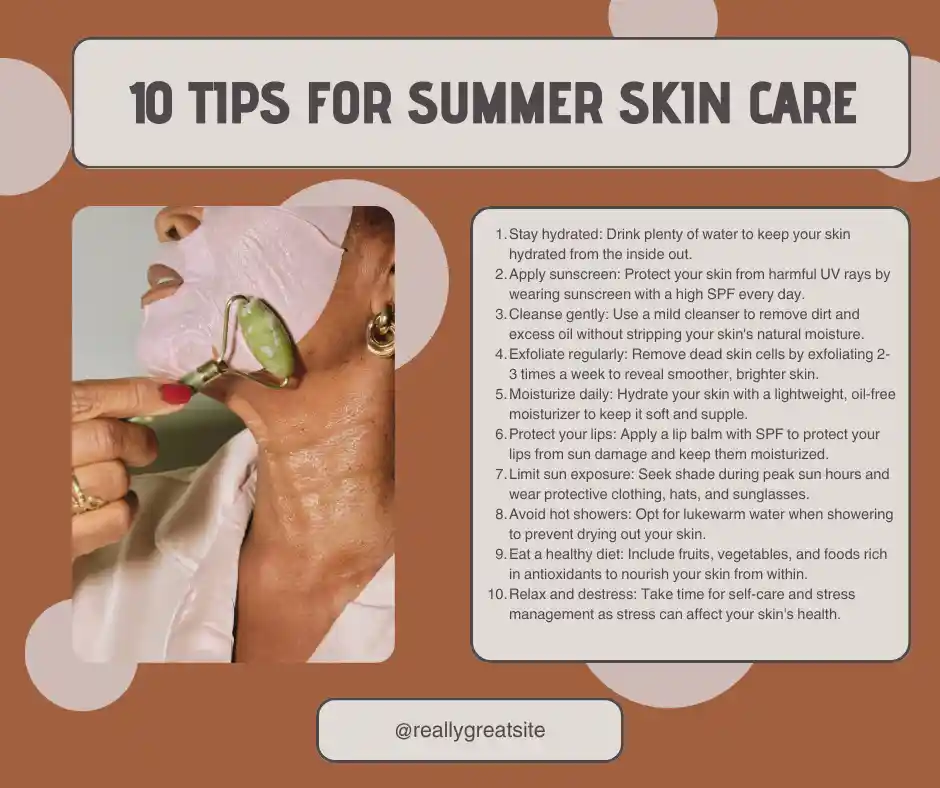 10 TIPS FOR SUMMER SKIN CARE
1. Stay hydrated: Drink plenty of water to keep your skin
hydrated from the inside out.
2. Apply sunscreen: Protect your skin from harmful UV rays by
wearing sunscreen with a high SPF every day.
3. Cleanse gently: Use a mild cleanser to remove dirt and
excess oil without stripping your skin's natural moisture.
4. Exfoliate regularly: Remove dead skin cells by exfoliating 2-
3 times a week to reveal smoother, brighter skin.
5. Moisturize daily: Hydrate your skin with a lightweight, oil-free
moisturizer to keep it soft and supple.
6. Protect your lips: Apply a lip balm with SPF to protect your
lips from sun damage and keep them moisturized.
7. Limit sun exposure: Seek shade during peak sun hours and
wear protective clothing, hats, and sunglasses.
8. Avoid hot showers: Opt for lukewarm water when showering
to prevent drying out your skin.
9. Eat a healthy diet: Include fruits, vegetables, and foods rich
in antioxidants to nourish your skin from within.
10. Relax and destress: Take time for self-care and stress
management as stress can affect your skin's health.
@reallygreatsite